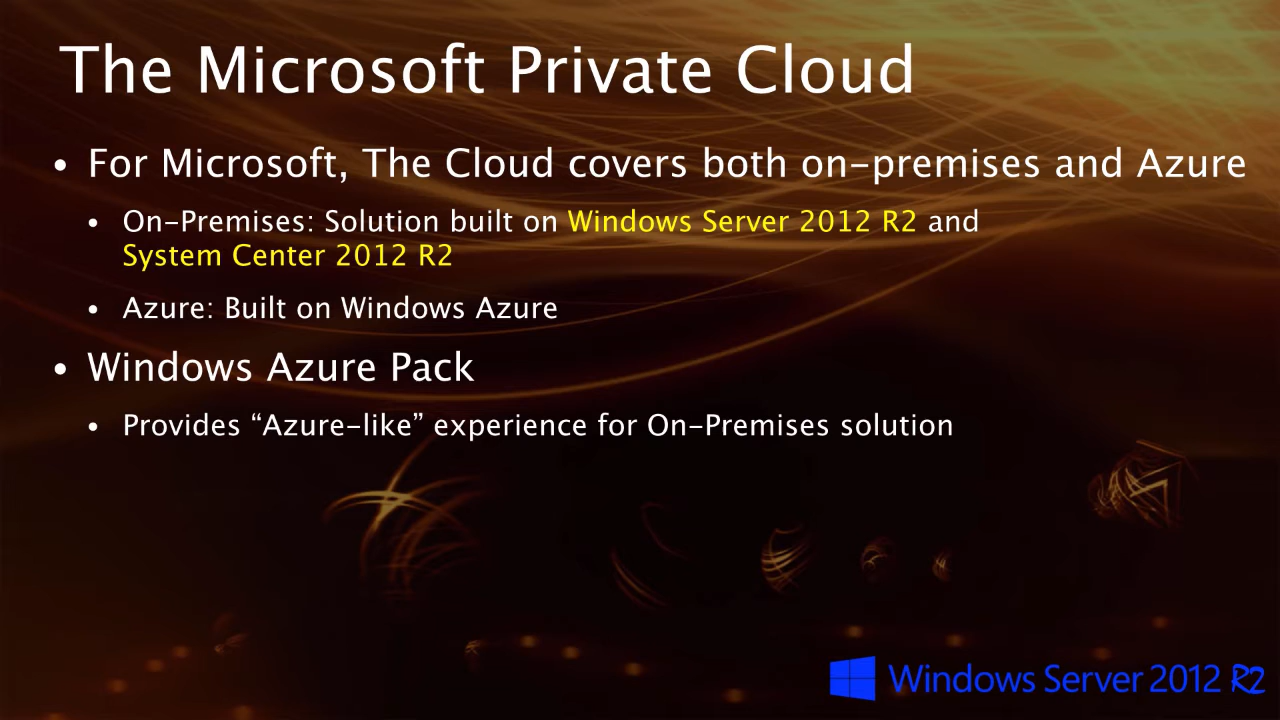 The Microsoft Private Cloud
• For Microsoft, The Cloud covers both on-premises and Azure
• On-Premises: Solution built on Windows Server 2012 R2 and
System Center 2012 R2
• Azure: Built on Windows Azure
• Windows Azure Pack
• Provides “Azure-like” experience for On-Premises solution
Windows Server 2012 R2